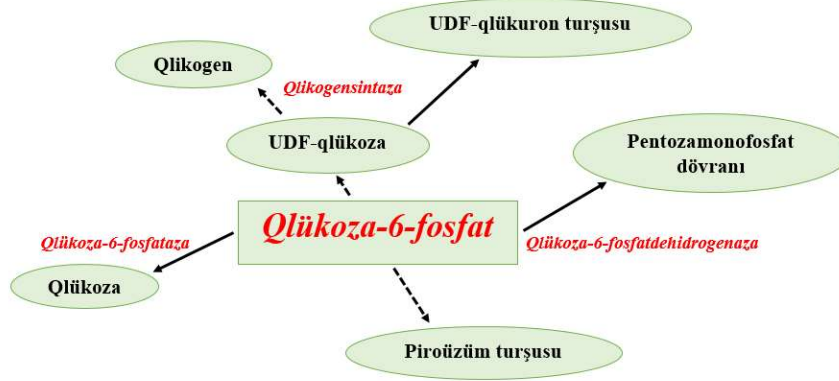 UDF-qlükuron turşusu
Qlikogen
Qlikogensintaza
UDF-qlükoza
Pentozamonofosfat
dövranı
Qlükoza-6-fosfat
Qlükoza-6-fosfataza
Qlükoza-6-fosfatdehidrogenaza
Qlükoza
Piroüzüm turşusu